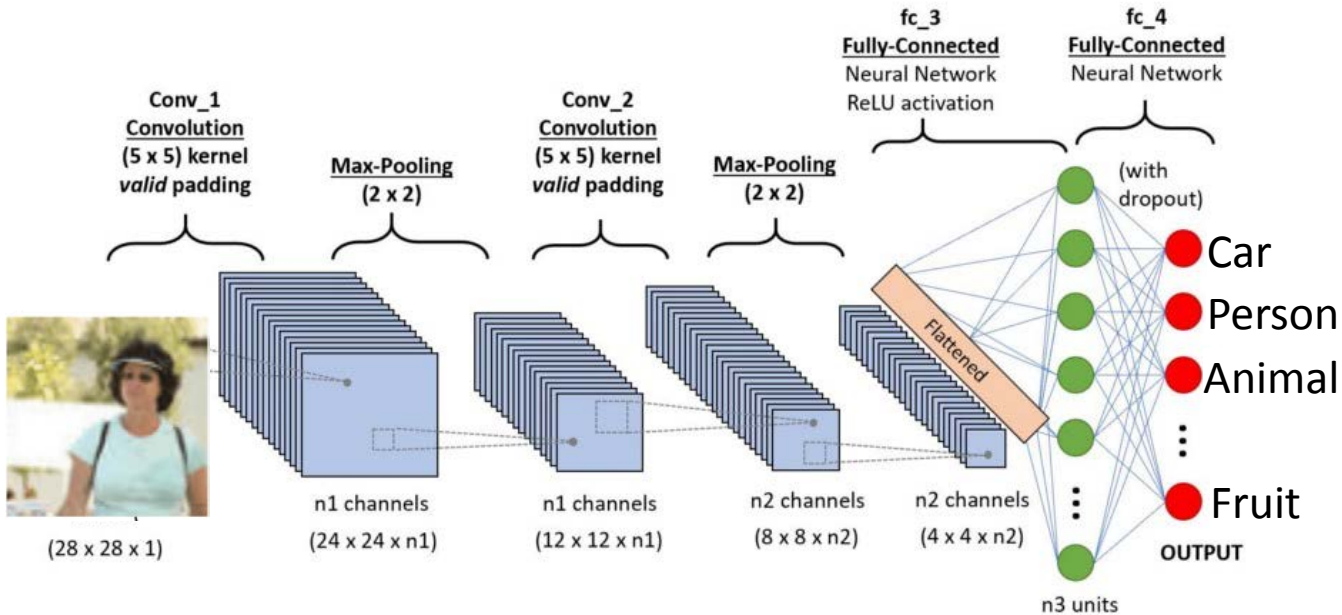 Conv_1
Convolution
(5 x 5) kernel
valid padding
Max-Pooling
(2 x 2)
Conv_2
Convolution
(5 x 5) kernel
valid padding
Max-Pooling
(2 x 2)
fc_3
Fully-Connected
Neural Network
ReLU activation
fc_4
Fully-Connected
Neural Network
(with
dropout)
Flattened
Car
Person
Animal
Fruit
OUTPUT
(28 x 28 x 1)
n1 channels
(24 x 24 x n1)
n1 channels
(12 x 12 x n1)
n2 channels
(8 x 8 x n2)
n2 channels
(4 x 4 x n2)
n3 units